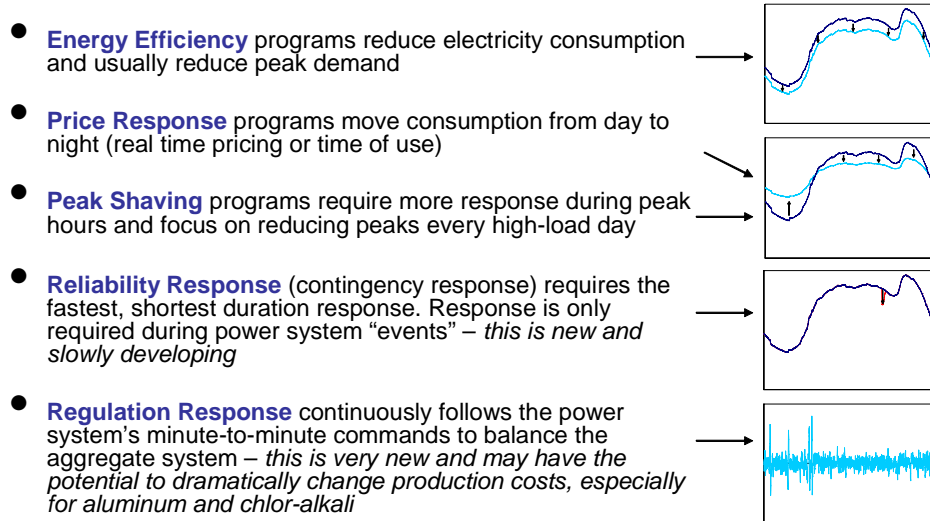 • Energy Efficiency programs reduce electricity consumption
and usually reduce peak demand
• Price Response programs move consumption from day to
night (real time pricing or time of use)
• Peak Shaving programs require more response during peak
hours and focus on reducing peaks every high-load day
• Reliability Response (contingency response) requires the
fastest, shortest duration response. Response is only
required during power system “events” – this is new and
slowly developing
• Regulation Response continuously follows the power
system’s minute-to-minute commands to balance the
aggregate system – this is very new and may have the
potential to dramatically change production costs, especially
for aluminum and chlor-alkali